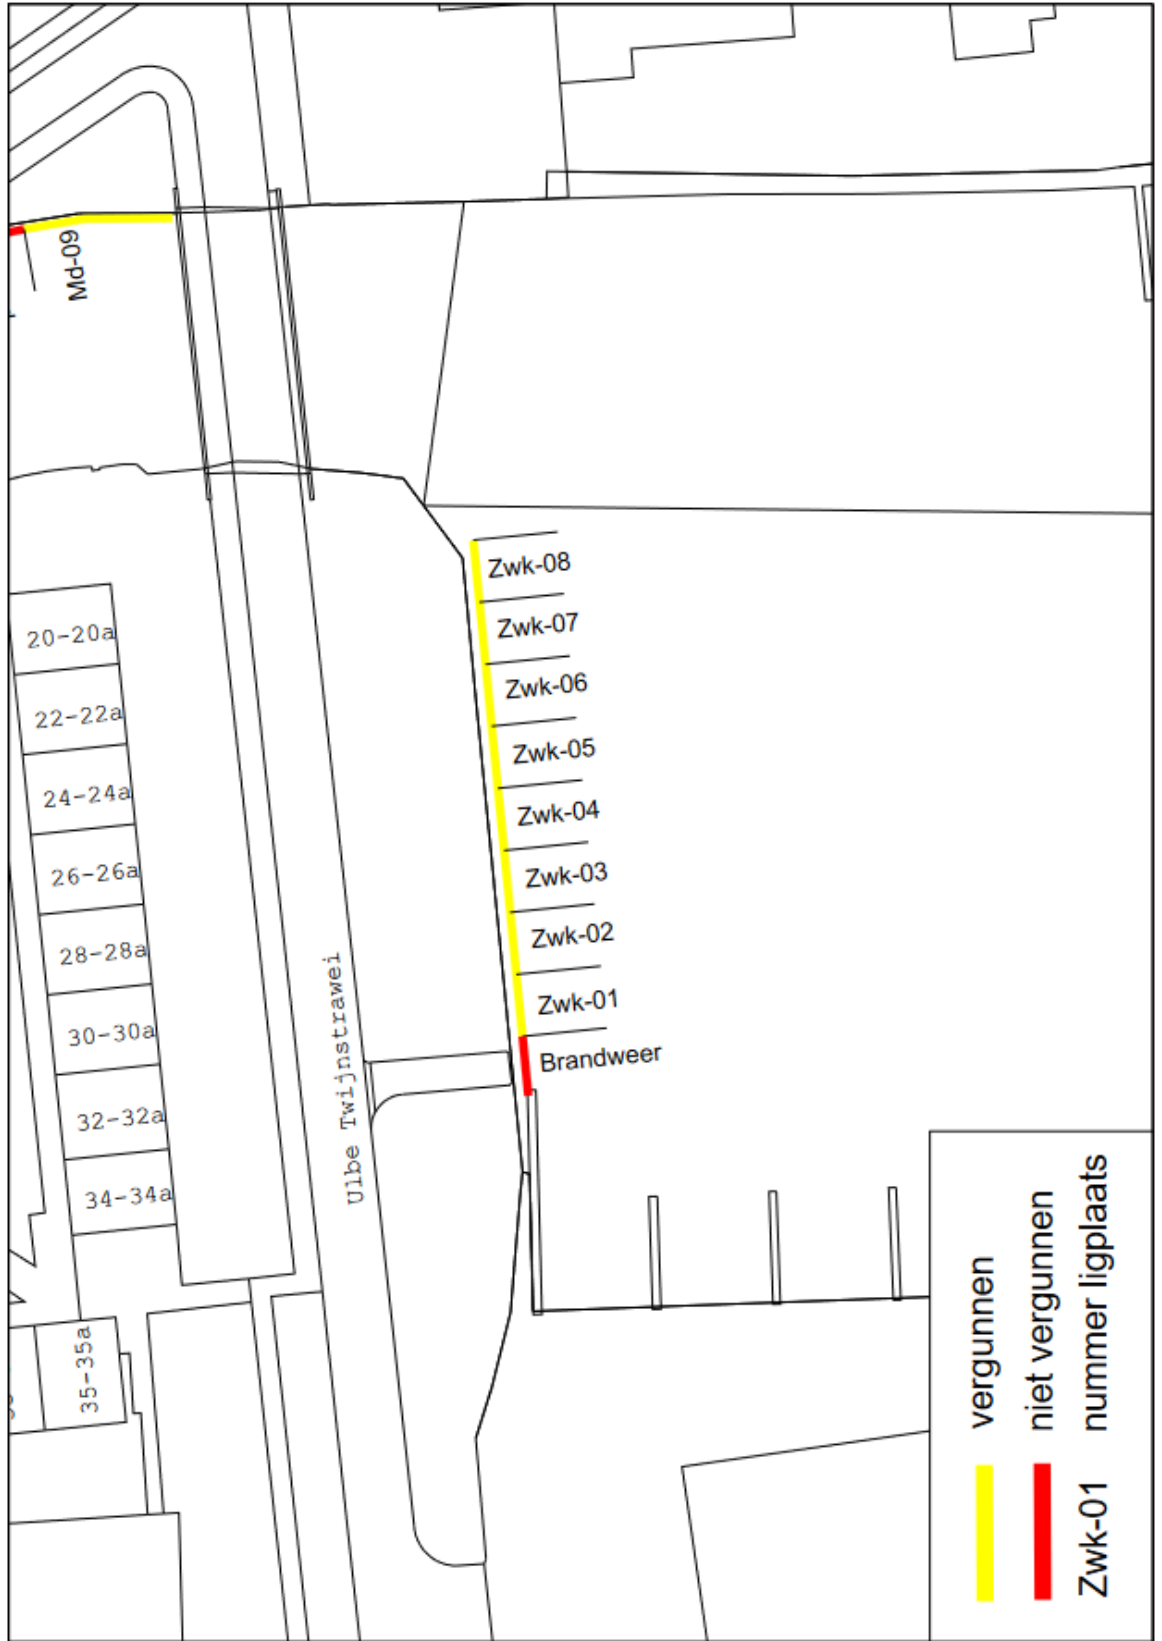 Md-09
Zwk-08
Zwk-07
Zwk-06
Zwk-05
Zwk-04
Zwk-03
Zwk-02
Zwk-01
Brandweer
20-20a
22-22a
24-24a
26-26a
28-28a
30-30a
32-32a
34-34a
35-35a
Ulbe Twijnstrawei
vergunnen
niet vergunnen
Zwk-01 nummer ligplaats